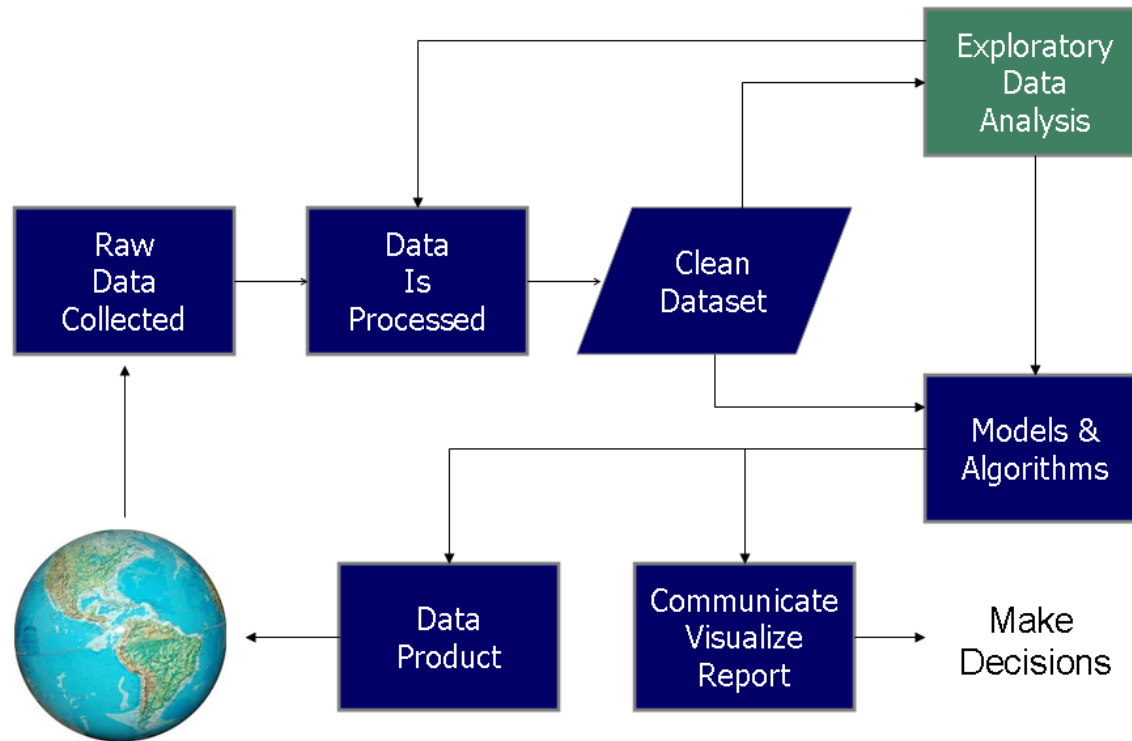 Exploratory
Data
Analysis
Raw
Data
Collected
Data
Is
Processed
Clean
Dataset
Models &
Algorithms
Data
Product
Communicate
Visualize
Report
Make
Decisions